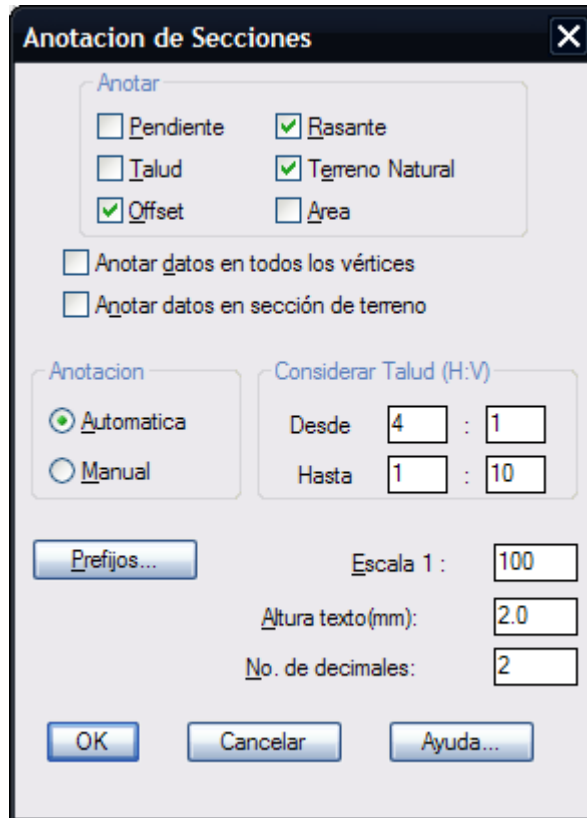 Anotacion de Secciones
Anotar
Pendiente
Rasante
Talud
Terreno Natural
Offset
Area
Anotar datos en todos los vértices
Anotar datos en sección de terreno
Anotacion
Automatica
Manual
Considerar Talud (H:V)
Desde 4 : 1
Hasta 1 : 10
Prefijos...
Escala 1 : 100
Altura texto(mm): 2.0
No. de decimales: 2
OK
Cancelar
Ayuda...